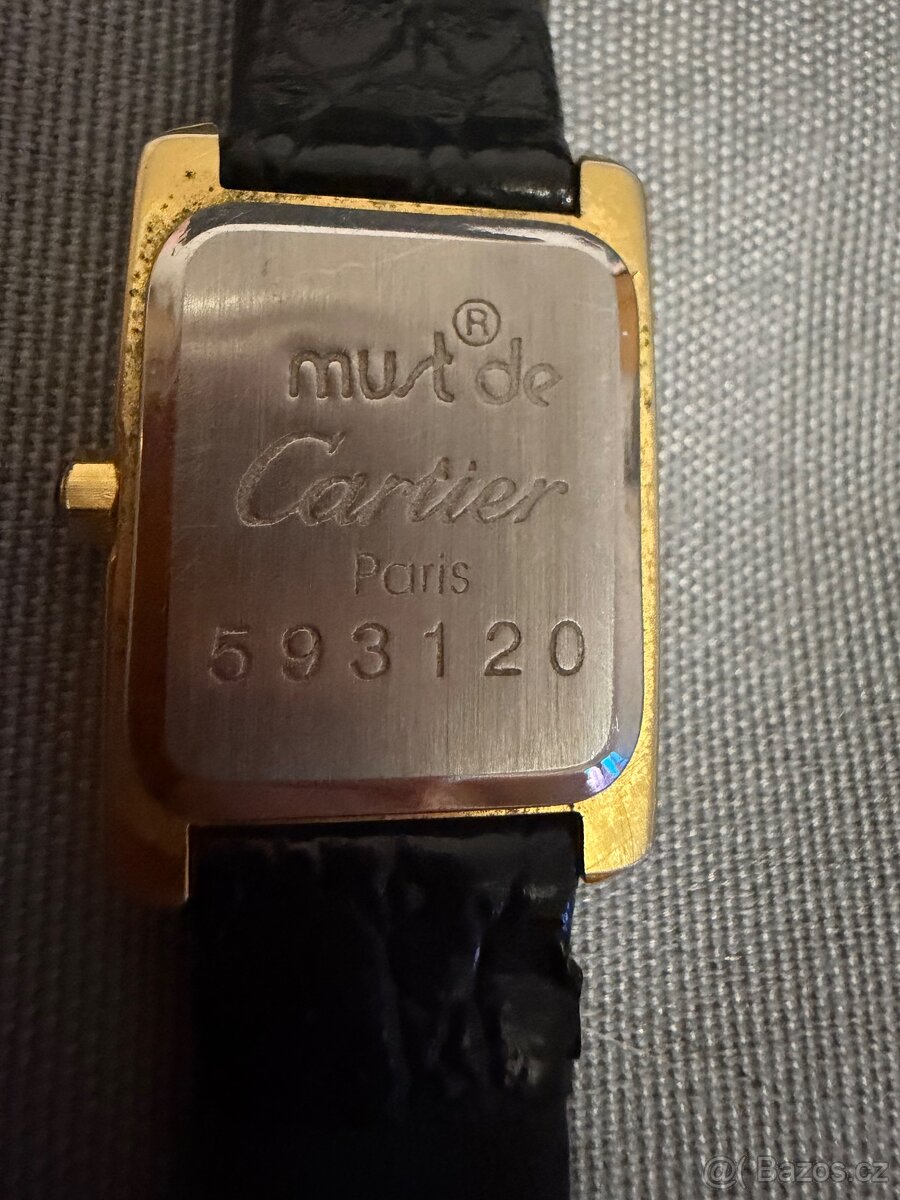 must® de
Cartier
Paris
593120
@ Bazos.cz